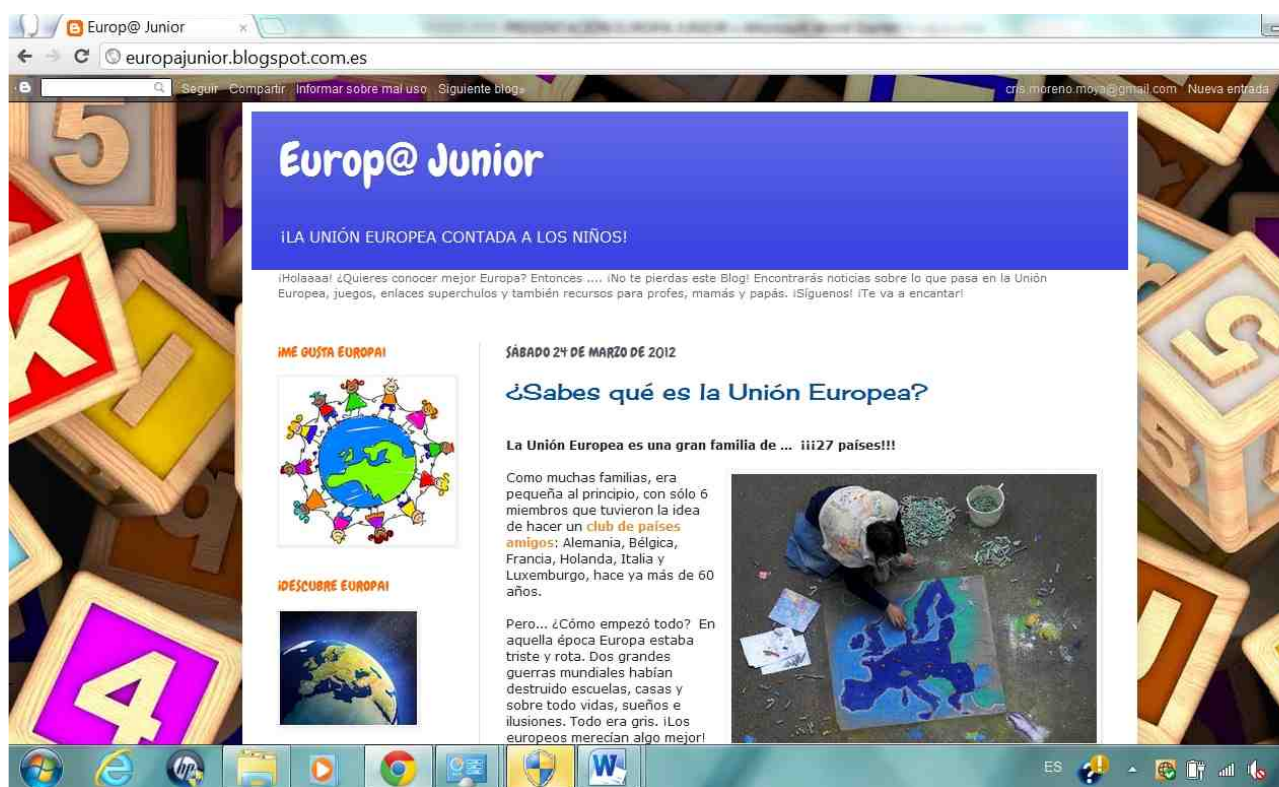 Europ@ Junior
europajunior.blogspot.com.es
Seguir Compartir Informar sobre mal uso Siguiente blog»
cris.moreno.moya@gmail.com Nueva entrada
Europ@ Junior
¡LA UNIÓN EUROPEA CONTADA A LOS NIÑOS!
¡Holaaaa! ¿Quieres conocer mejor Europa? Entonces .... ¡No te pierdas este Blog! Encontrarás noticias sobre lo que pasa en la Unión
Europea, juegos, enlaces superchulos y también recursos para profes, mamás y papás. ¡Síguenos! ¡Te va a encantar!
¡ME GUSTA EUROPA!
¡DESCUBRE EUROPA!
SÁBADO 24 DE MARZO DE 2012
¿Sabes qué es la Unión Europea?
La Unión Europea es una gran familia de ... ¡¡¡27 países!!!
Como muchas familias, era
pequeña al principio, con sólo 6
miembros que tuvieron la idea
de hacer un club de países
amigos: Alemania, Bélgica,
Francia, Holanda, Italia y
Luxemburgo, hace ya más de 60
años.
Pero... ¿Cómo empezó todo? En
aquella época Europa estaba
triste y rota. Dos grandes
guerras mundiales habían
destruido escuelas, casas y
sobre todo vidas, sueños e
ilusiones. Todo era gris. ¡Los
europeos merecían algo mejor!
5
K
4
5
hp
W
ES